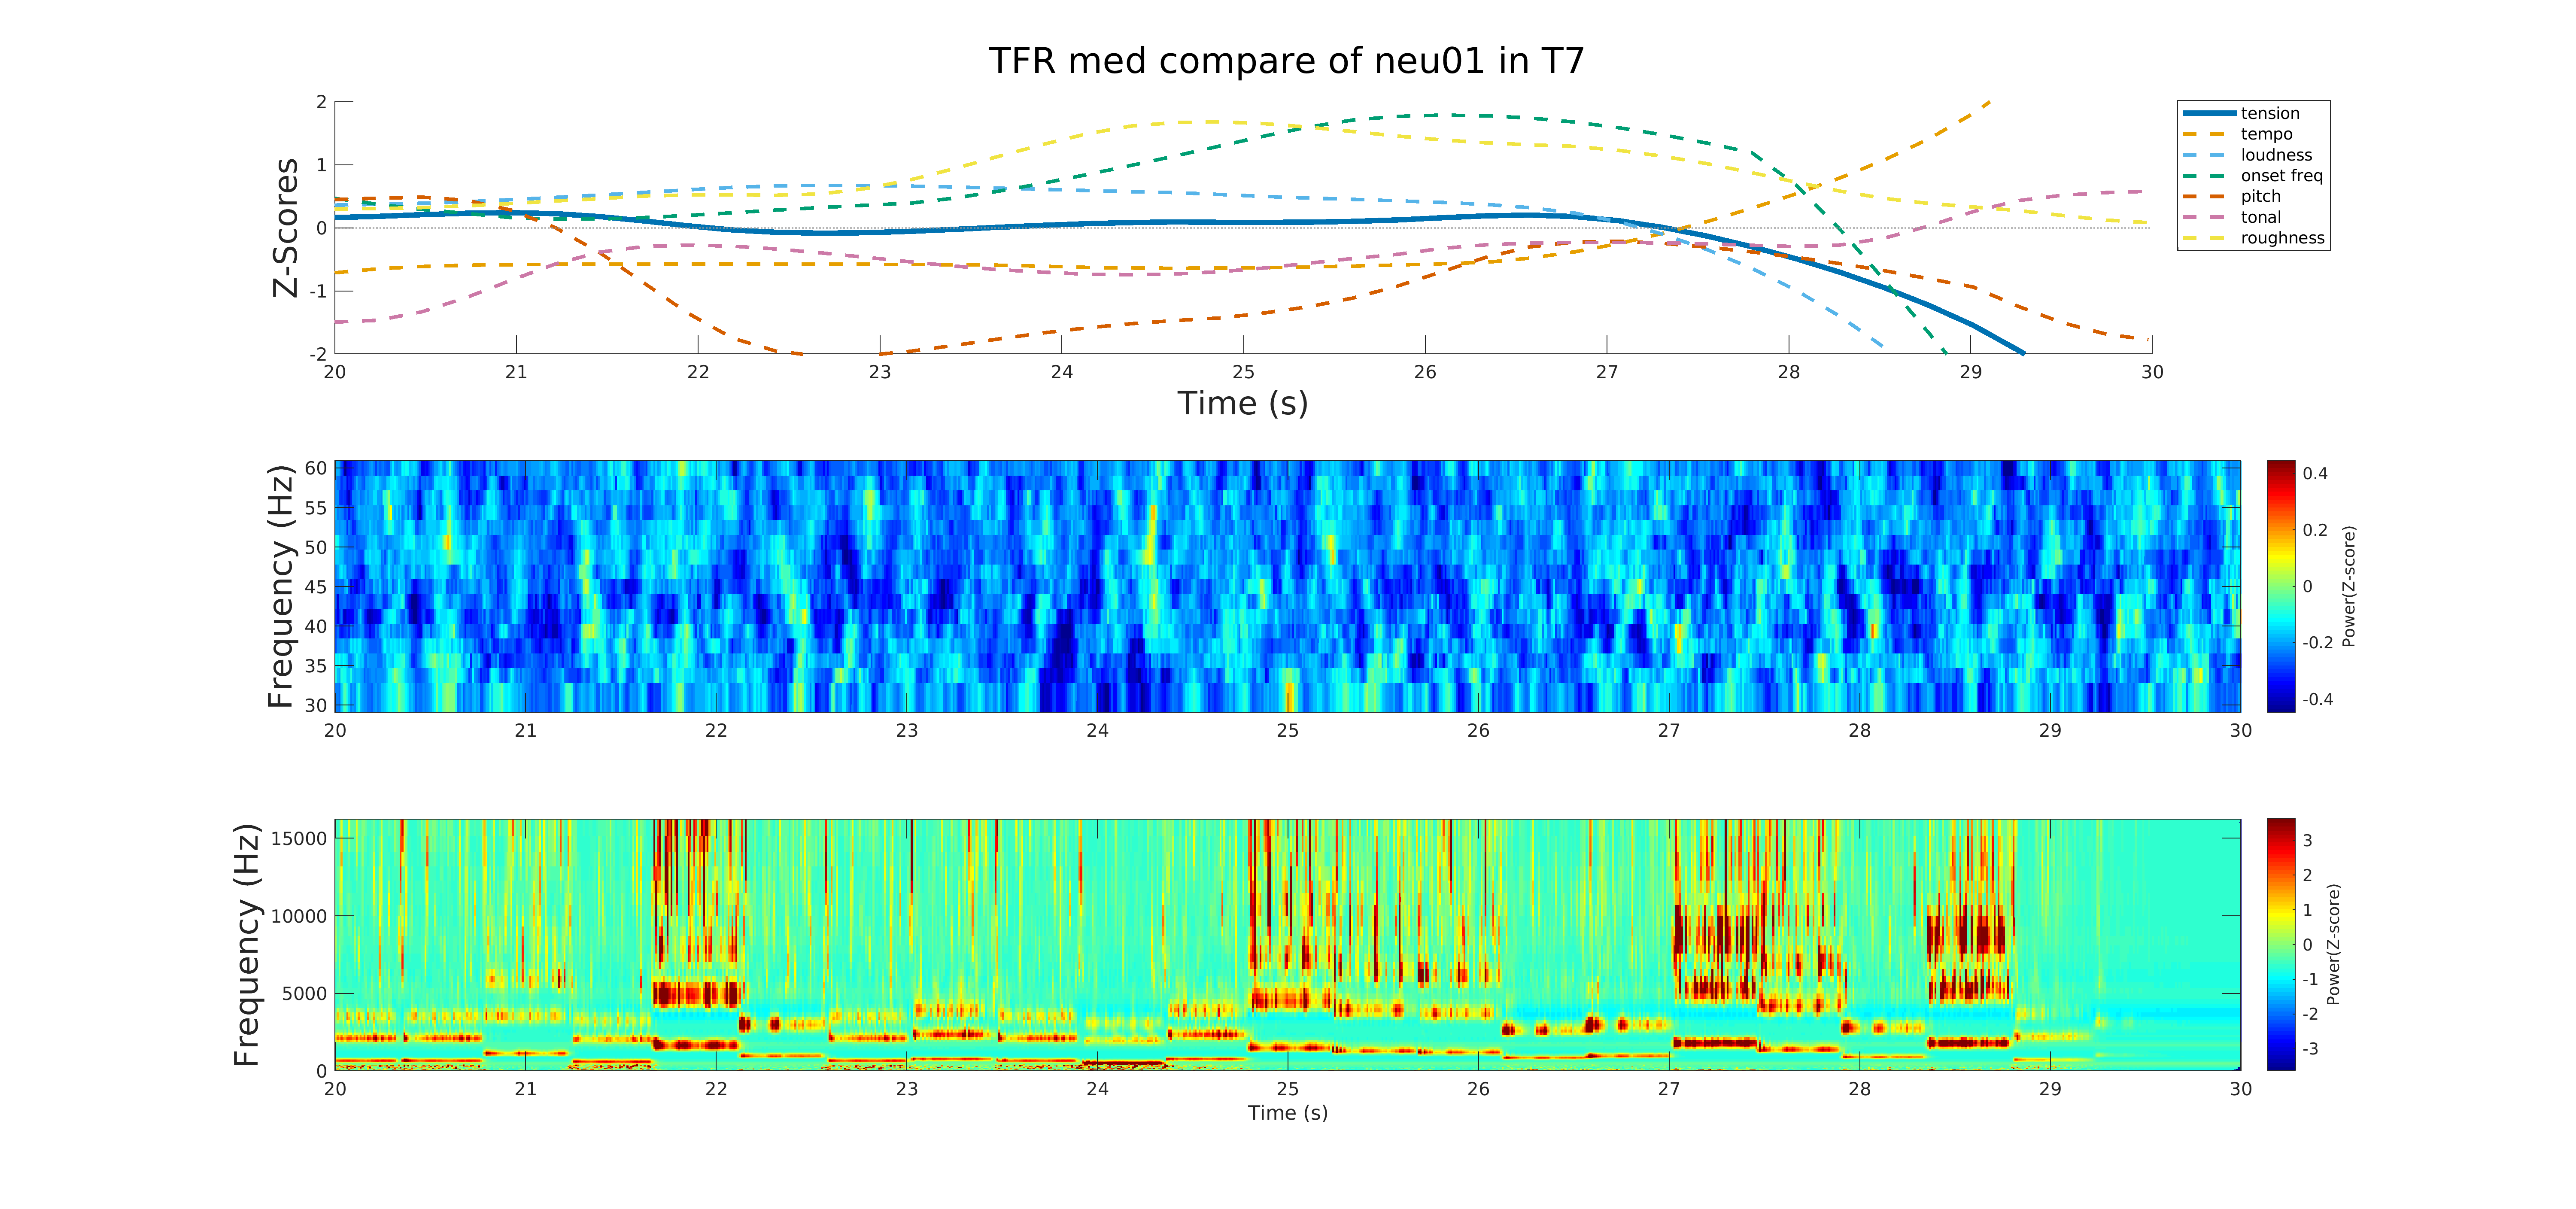 TFR med compare of neu01 in T7
Z-Scores
2
1
0
-1
-2
20 21 22 23 24 25 26 27 28 29 30
Time (s)
tension
tempo
loudness
onset freq
pitch
tonal
roughness
Frequency (Hz)
60
55
50
45
40
35
30
20 21 22 23 24 25 26 27 28 29 30
0.4
0.2
0
-0.2
-0.4
Power(Z-score)
Frequency (Hz)
15000
10000
5000
0
20 21 22 23 24 25 26 27 28 29 30
Time (s)
3
2
1
0
-1
-2
-3
Power(Z-score)